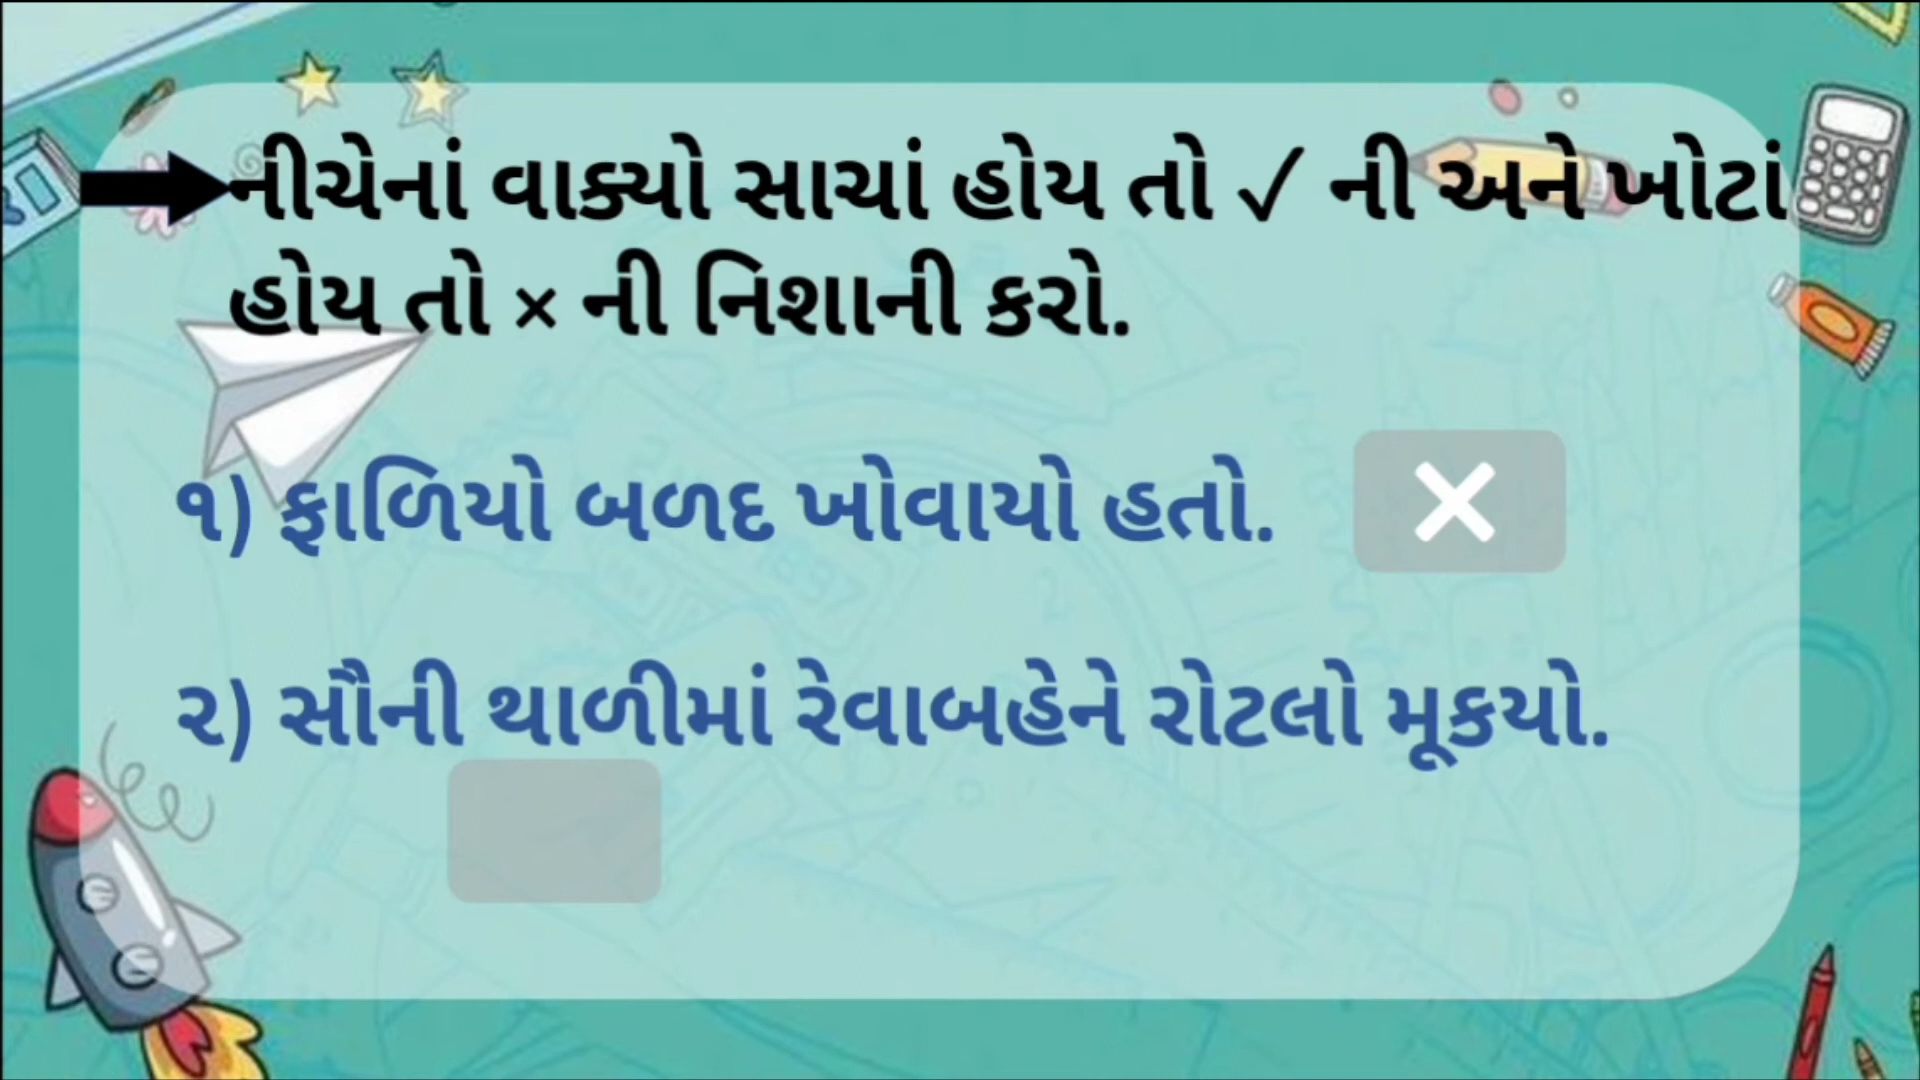 નીચેનાં વાક્યો સાચાં હોય તો ✓ ની અને ખોટાં
હોય તો × ની નિશાની કરો.
૧) ફાળિયો બળદ ખોવાયો હતો. ×
૨) સૌની થાળીમાં રેવાબહેને રોટલો મૂકયો.